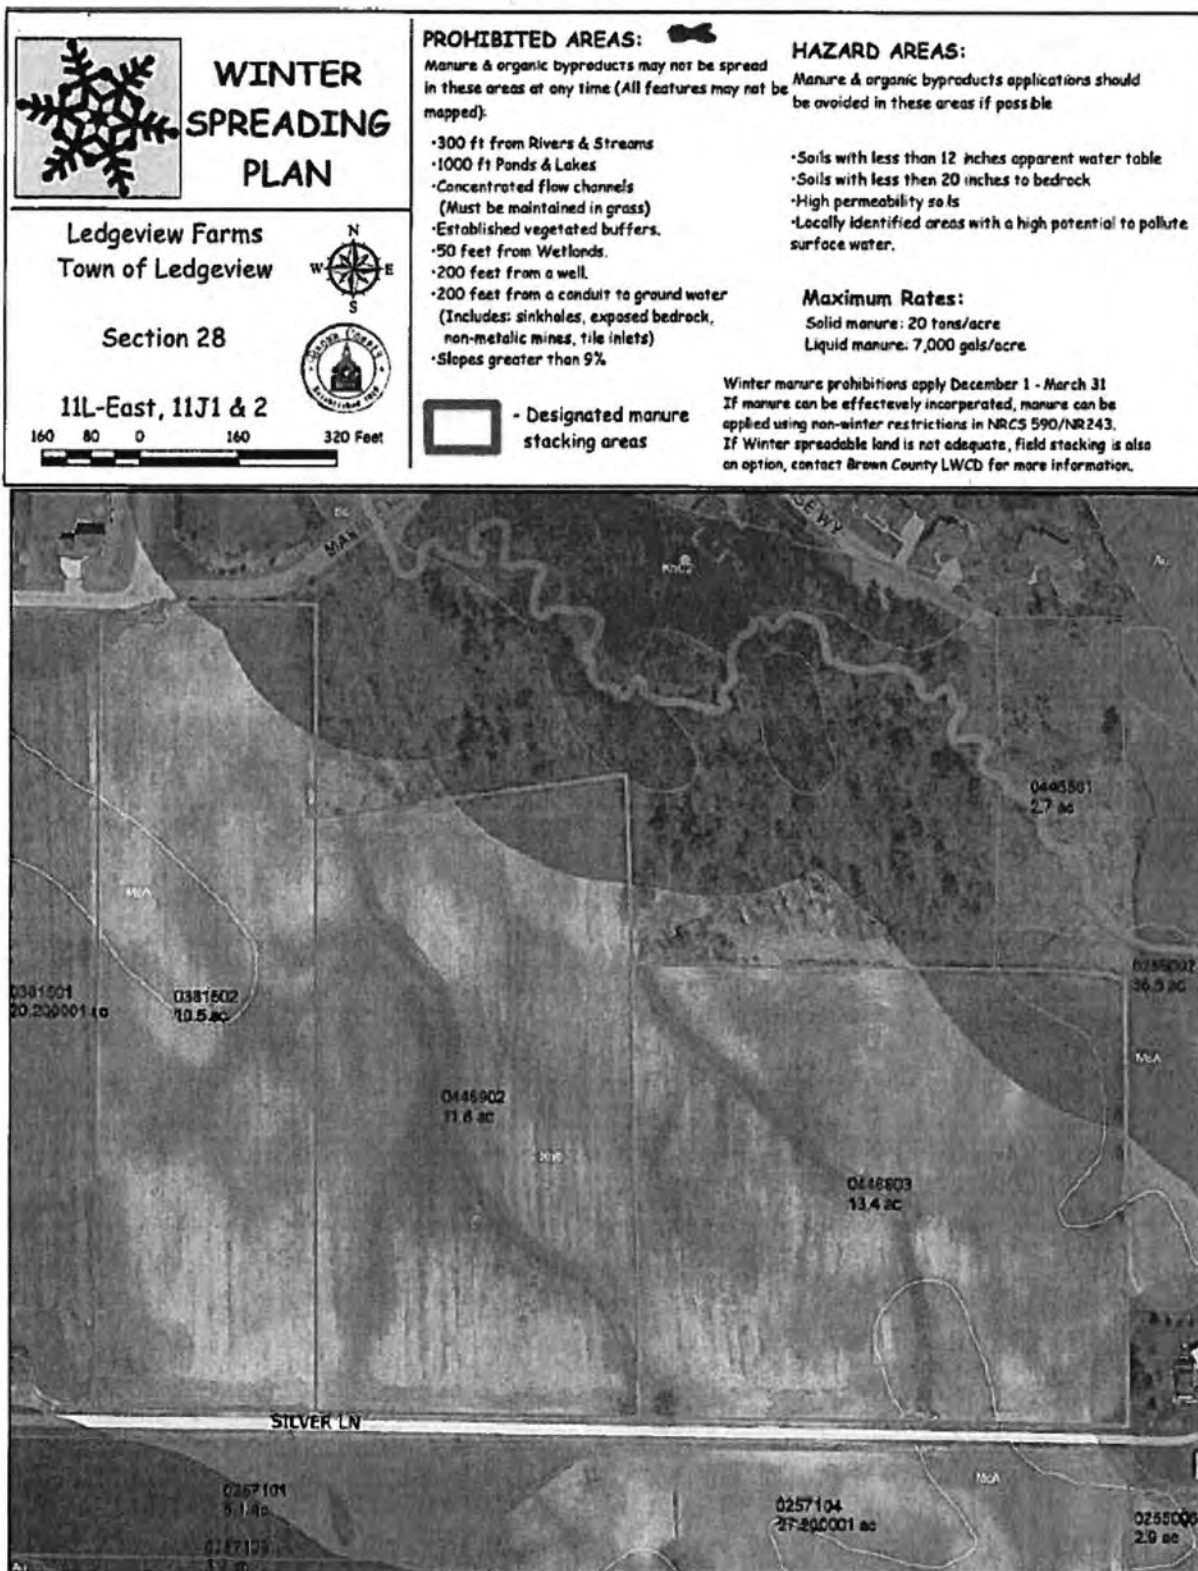 WINTER
SPREADING
PLAN
Ledgeview Farms
Town of Ledgeview
N
W E
S
Section 28
11L-East, 11J1 & 2
160 80 0 160 320 Feet
PROHIBITED AREAS:
Manure & organic byproducts may not be spread
in these areas at any time (All features may not be
mapped):
•300 ft from Rivers & Streams
•1000 ft Ponds & Lakes
•Concentrated flow channels
(Must be maintained in grass)
•Established vegetated buffers.
•50 feet from Wetlands.
•200 feet from a well.
•200 feet from a conduit to ground water
(Includes: sinkholes, exposed bedrock,
non-metalic mines, tile inlets)
•Slopes greater than 9%
- Designated manure
stacking areas
HAZARD AREAS:
Manure & organic byproducts applications should
be avoided in these areas if possible
•Soils with less than 12 inches apparent water table
•Soils with less then 20 inches to bedrock
•High permeability soils
•Locally identified areas with a high potential to pollute
surface water.
Maximum Rates:
Solid manure: 20 tons/acre
Liquid manure: 7,000 gals/acre
Winter manure prohibitions apply December 1 - March 31
If manure can be effectevely incorperated, manure can be
applied using non-winter restrictions in NRCS 590/NR243.
If Winter spreadable land is not adequate, field stacking is also
an option, contact Brown County LWCD for more information.
KhC2
Au
2.7 ac
0381502
10.5 ac
MbA
0446902
11.6 ac
13.4 ac
SILVER LN
0257101
5.1 ac
McA
0257104
27.200001 ac
2.9 ac
Au